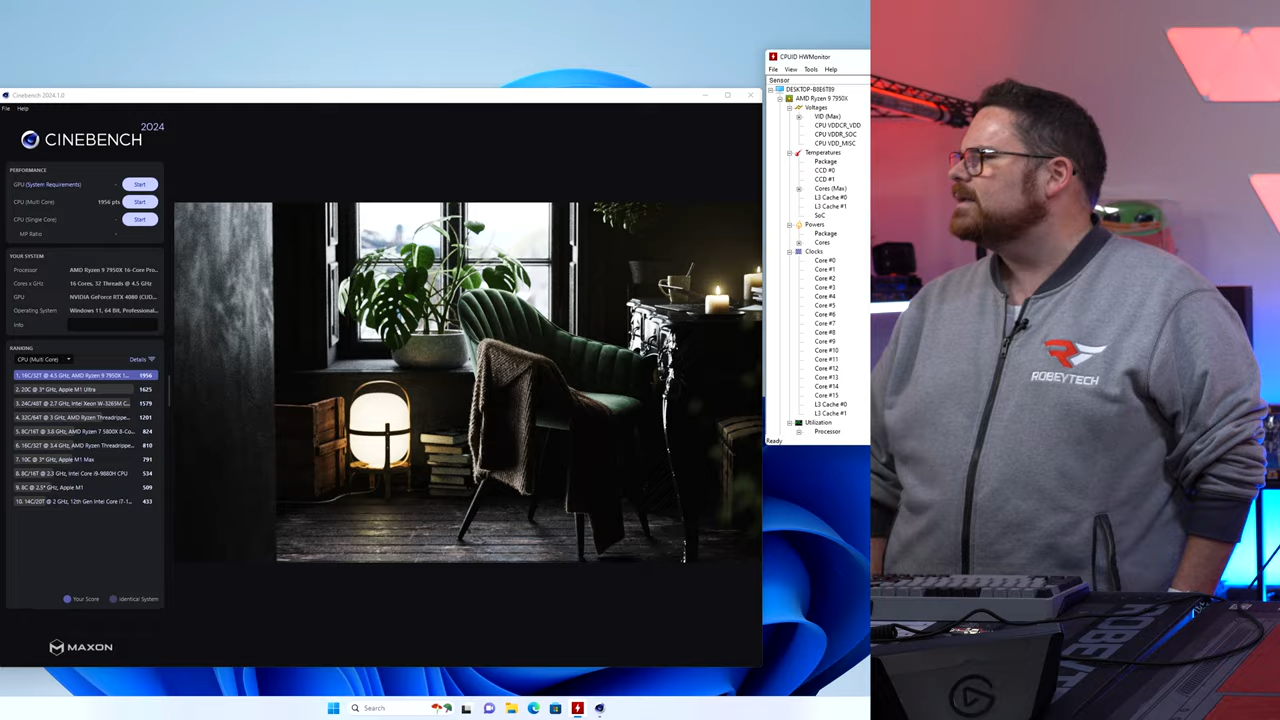 Cinebench 2024.1.0
File Help
CINEBENCH 2024
PERFORMANCE
GPU (System Requirements) - Start
CPU (Multi Core) 1956 pts Start
CPU (Single Core) - Start
MP Ratio -
YOUR SYSTEM
Processor AMD Ryzen 9 7950X 16-Core Pro...
Cores x GHz 16 Cores, 32 Threads @ 4.5 GHz
GPU NVIDIA GeForce RTX 4080 (CUD...
Operating System Windows 11, 64 Bit, Professional...
Info
RANKING
CPU (Multi Core) Details
1. 16C/32T @ 4.5 GHz, AMD Ryzen 9 7950X 1... 1956
2. 20C @ 3* GHz, Apple M1 Ultra 1625
3. 24C/48T @ 2.7 GHz, Intel Xeon W-3265M C... 1579
4. 32C/64T @ 3 GHz, AMD Ryzen Threadrippe... 1201
5. 8C/16T @ 3.8 GHz, AMD Ryzen 7 5800X 8-Co... 824
6. 16C/32T @ 3.4 GHz, AMD Ryzen Threadrippe... 810
7. 10C @ 3* GHz, Apple M1 Max 791
8. 8C/16T @ 2.3 GHz, Intel Core i9-9880H CPU 534
9. 8C @ 2.5* GHz, Apple M1 509
10. 14C/20T @ 2 GHz, 12th Gen Intel Core i7-1... 433
Your Score Identical System
MAXON
Search
CPUID HWMonitor
File View Tools Help
Sensor
DESKTOP-B8E6T89
AMD Ryzen 9 7950X
Voltages
VID (Max)
CPU VDDCR_VDD
CPU VDDR_SOC
CPU VDD_MISC
Temperatures
Package
CCD #0
CCD #1
Cores (Max)
L3 Cache #0
L3 Cache #1
SoC
Powers
Package
Cores
Clocks
Core #0
Core #1
Core #2
Core #3
Core #4
Core #5
Core #6
Core #7
Core #8
Core #9
Core #10
Core #11
Core #12
Core #13
Core #14
Core #15
L3 Cache #0
L3 Cache #1
Utilization
Processor
Ready
ROBEYTECH